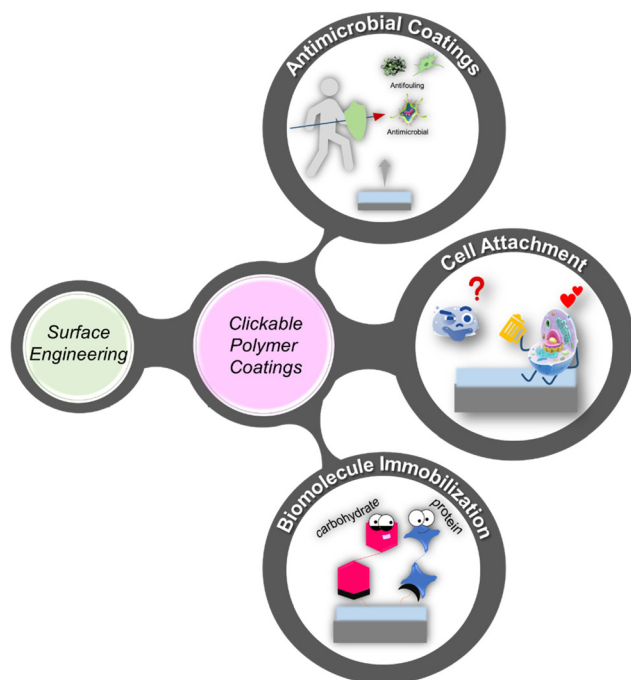 Antimicrobial Coatings
Antifouling
Antimicrobial
Cell Attachment
?
Surface
Engineering
Clickable
Polymer
Coatings
Biomolecule Immobilization
carbohydrate
protein